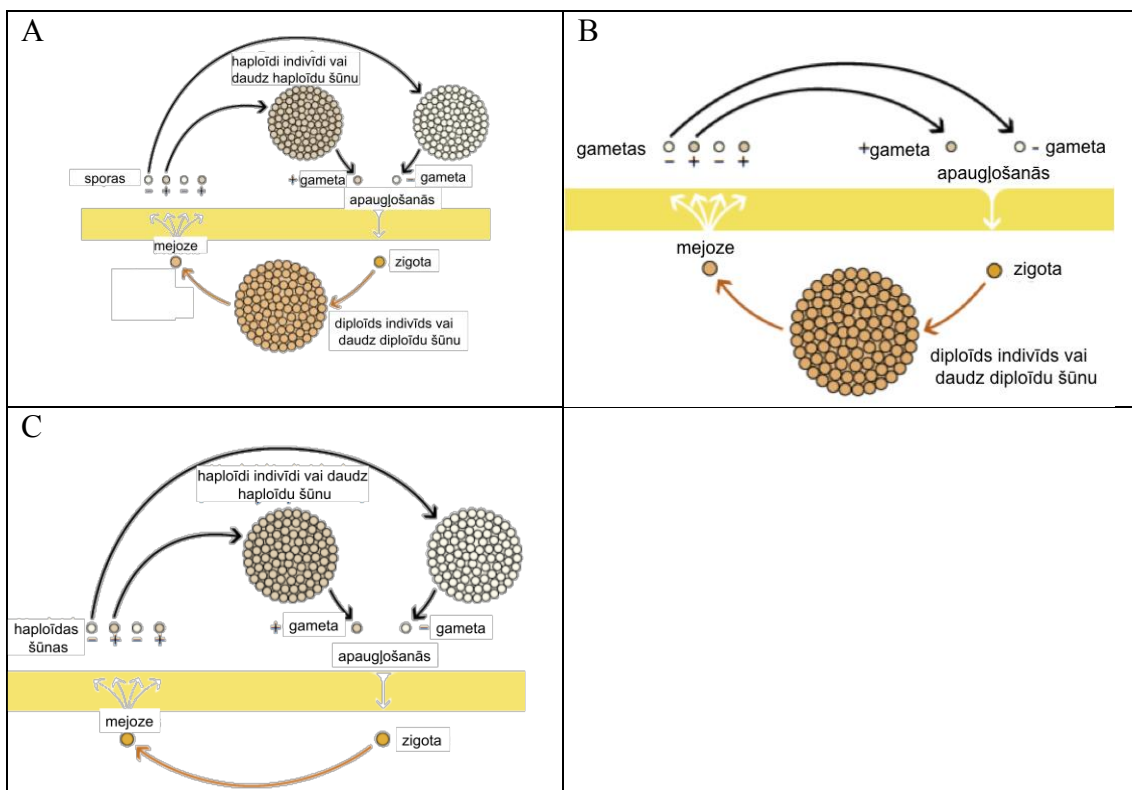 A
haploīdi indivīdi vai
daudz haploīdu šūnu
sporas
- + - +
+ gameta
- gameta
apaugļošanās
mejoze
zigota
diploīds indivīds vai
daudz diploīdu šūnu
B
gametas
- + - +
+gameta
- gameta
apaugļošanās
mejoze
zigota
diploīds indivīds vai
daudz diploīdu šūnu
C
haploīdi indivīdi vai daudz
haploīdu šūnu
haploīdas
šūnas
- + - +
+ gameta
- gameta
apaugļošanās
mejoze
zigota